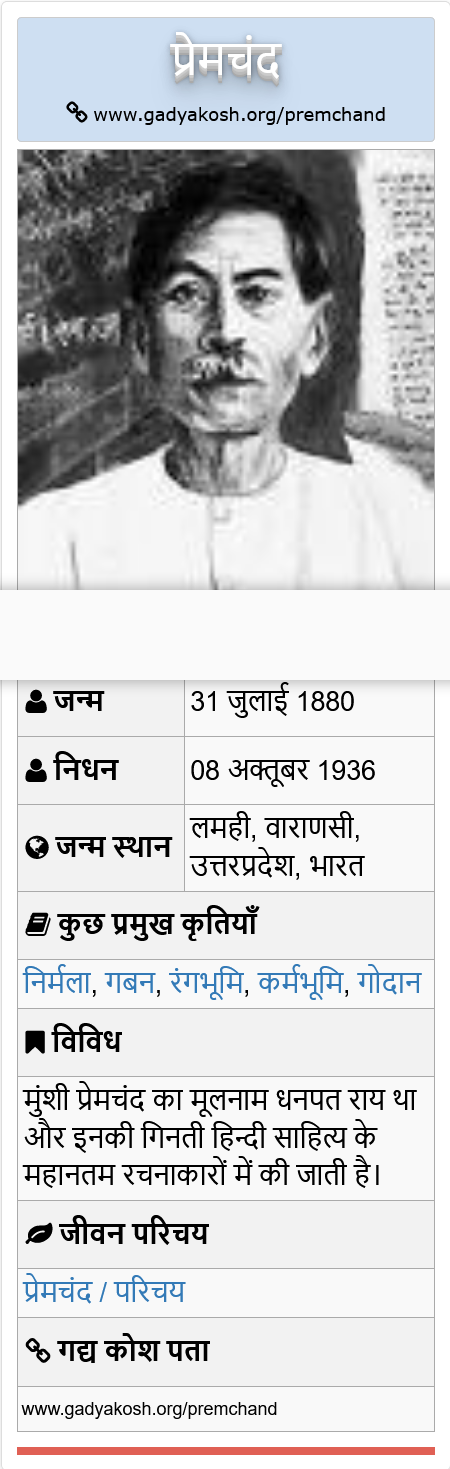 प्रेमचंद
www.gadyakosh.org/premchand
जन्म 31 जुलाई 1880
निधन 08 अक्तूबर 1936
जन्म स्थान लमही, वाराणसी,
उत्तरप्रदेश, भारत
कुछ प्रमुख कृतियाँ
निर्मला, गबन, रंगभूमि, कर्मभूमि, गोदान
विविध
मुंशी प्रेमचंद का मूलनाम धनपत राय था
और इनकी गिनती हिन्दी साहित्य के
महानतम रचनाकारों में की जाती है।
जीवन परिचय
प्रेमचंद / परिचय
गद्य कोश पता
www.gadyakosh.org/premchand